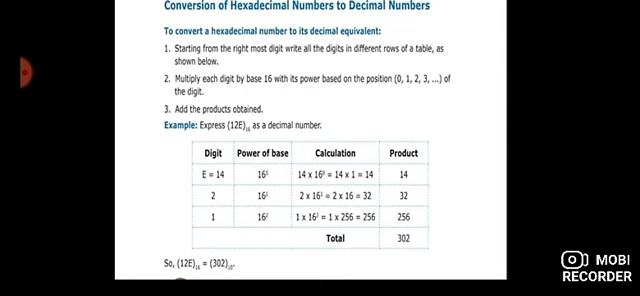 Conversion of Hexadecimal Numbers to Decimal Numbers
To convert a hexadecimal number to its decimal equivalent:
1. Starting from the right most digit write all the digits in different rows of a table, as
shown below.
2. Multiply each digit by base 16 with its power based on the position (0, 1, 2, 3, ...) of
the digit.
3. Add the products obtained.
Example: Express (12E)₁₆ as a decimal number.
Digit Power of base Calculation Product
E = 14 16⁰ 14 x 16⁰ = 14 x 1 = 14 14
2 16¹ 2 x 16¹ = 2 x 16 = 32 32
1 16² 1 x 16² = 1 x 256 = 256 256
Total 302
So, (12E)₁₆ = (302)₁₀.
MOBI
RECORDER